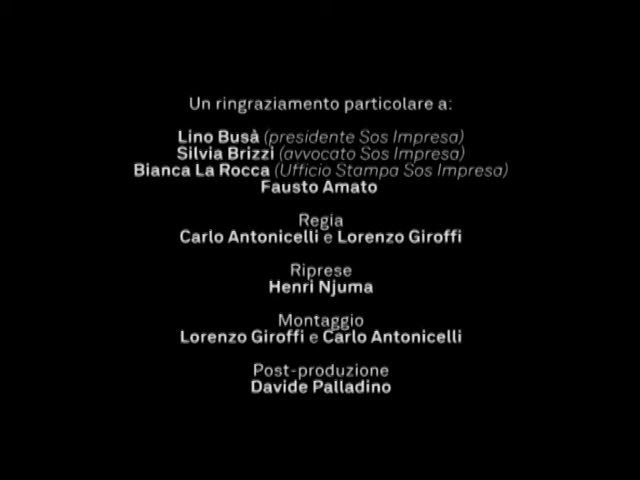 Un ringraziamento particolare a:
Lino Busà (presidente Sos Impresa)
Silvia Brizzi (avvocato Sos Impresa)
Bianca La Rocca (Ufficio Stampa Sos Impresa)
Fausto Amato
Regia
Carlo Antonicelli e Lorenzo Giroffi
Riprese
Henri Njuma
Montaggio
Lorenzo Giroffi e Carlo Antonicelli
Post-produzione
Davide Palladino